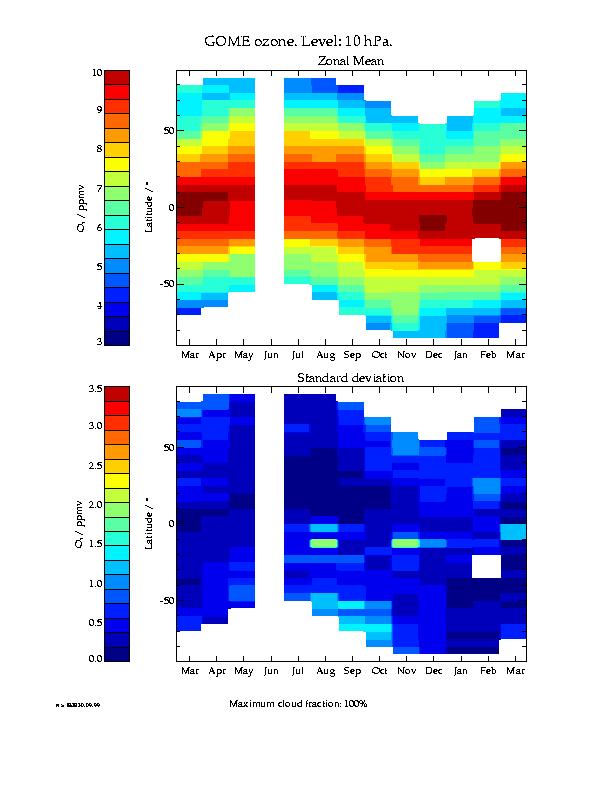 GOME ozone. Level: 10 hPa.
Zonal Mean
10
9
8
7
6
5
4
3
O₃ / ppmv
50
0
-50
Latitude / °
Mar Apr May Jun Jul Aug Sep Oct Nov Dec Jan Feb Mar
Standard deviation
3.5
3.0
2.5
2.0
1.5
1.0
0.5
0.0
O₃ / ppmv
50
0
-50
Latitude / °
Mar Apr May Jun Jul Aug Sep Oct Nov Dec Jan Feb Mar
Maximum cloud fraction: 100%